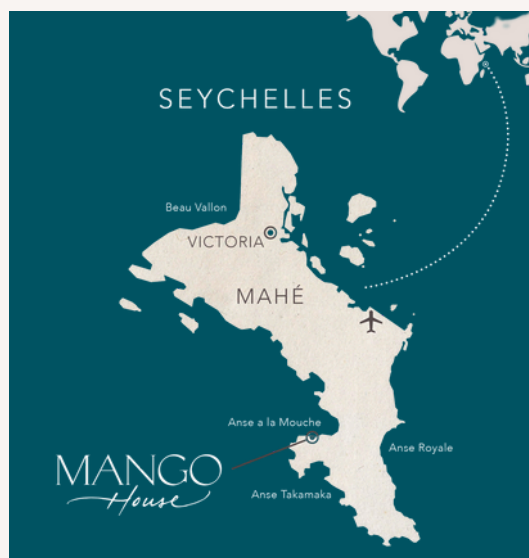 SEYCHELLES
Beau Vallon
VICTORIA
MAHÉ
Anse a la Mouche
Anse Royale
MANGO
House
Anse Takamaka